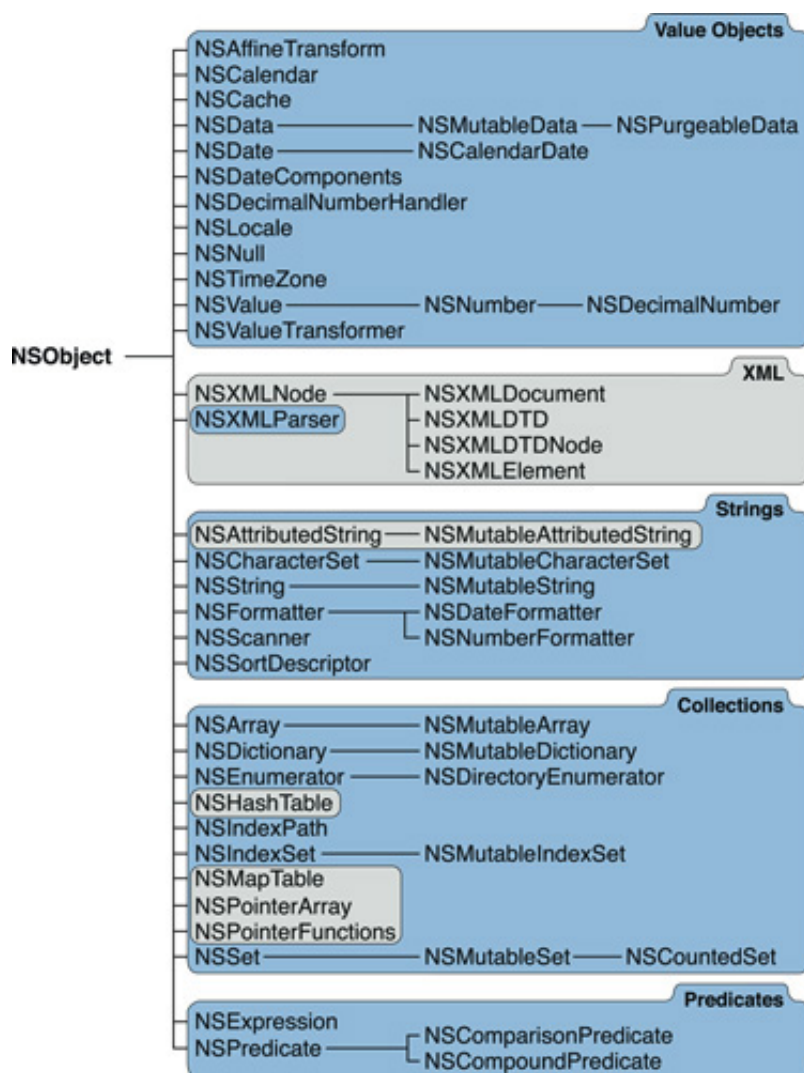 Value Objects
NSAffineTransform
NSCalendar
NSCache
NSData NSMutableData NSPurgeableData
NSDate NSCalendarDate
NSDateComponents
NSDecimalNumberHandler
NSLocale
NSNull
NSTimeZone
NSValue NSNumber NSDecimalNumber
NSValueTransformer
NSObject
XML
NSXMLNode NSXMLDocument
NSXMLParser NSXMLDTD
NSXMLDTDNode
NSXMLElement
Strings
NSAttributedString NSMutableAttributedString
NSCharacterSet NSMutableCharacterSet
NSString NSMutableString
NSFormatter NSDateFormatter
NSScanner NSNumberFormatter
NSSortDescriptor
Collections
NSArray NSMutableArray
NSDictionary NSMutableDictionary
NSEnumerator NSDirectoryEnumerator
NSHashTable
NSIndexPath
NSIndexSet NSMutableIndexSet
NSMapTable
NSPointerArray
NSPointerFunctions
NSSet NSMutableSet NSCountedSet
Predicates
NSExpression
NSPredicate NSComparisonPredicate
NSCompoundPredicate